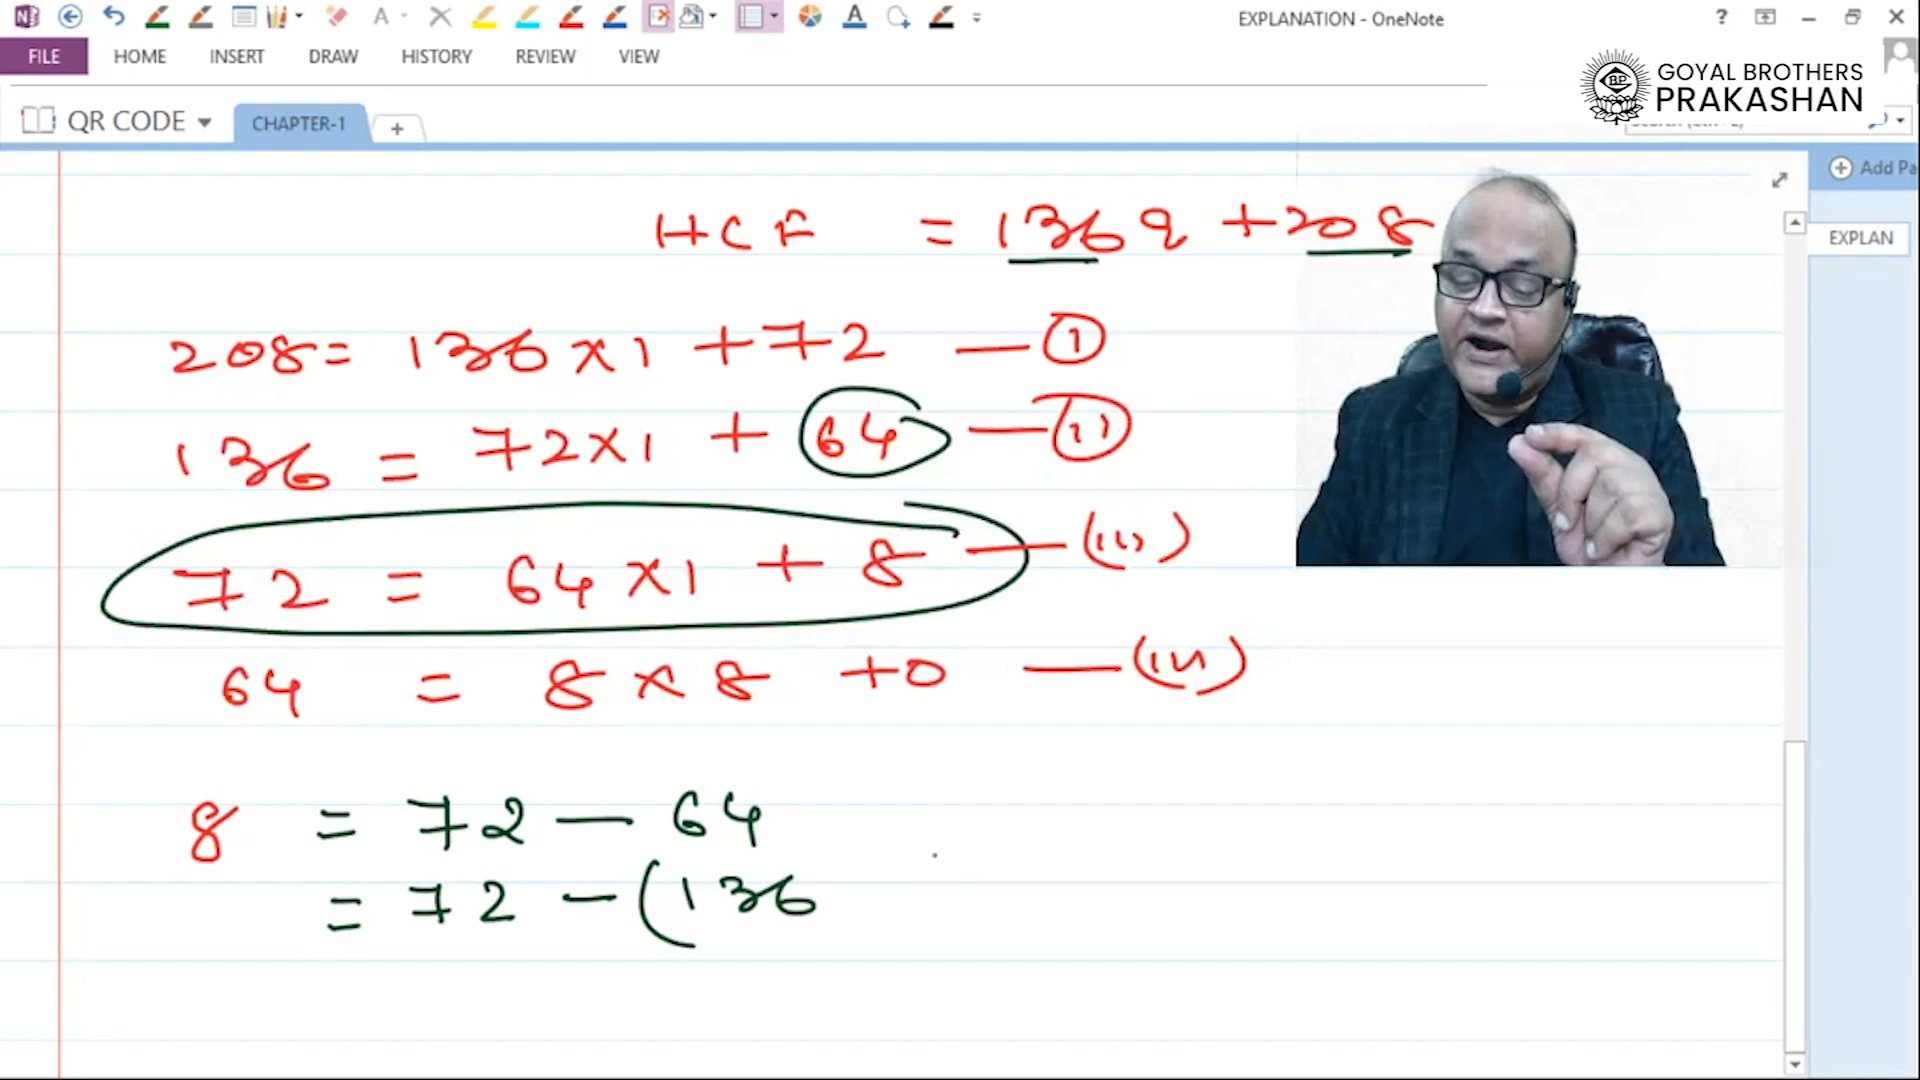 EXPLANATION - OneNote
?
FILE HOME INSERT DRAW HISTORY REVIEW VIEW
BP
GOYAL BROTHERS
PRAKASHAN
QR CODE
CHAPTER-1
+
Add Pa
EXPLAN
HCF = 136q + 208
208 = 136 × 1 + 72 — (i)
136 = 72×1 + 64 — (ii)
72 = 64 × 1 + 8 — (iii)
64 = 8 × 8 + 0 — (iv)
8 = 72 — 64
= 72 — (136